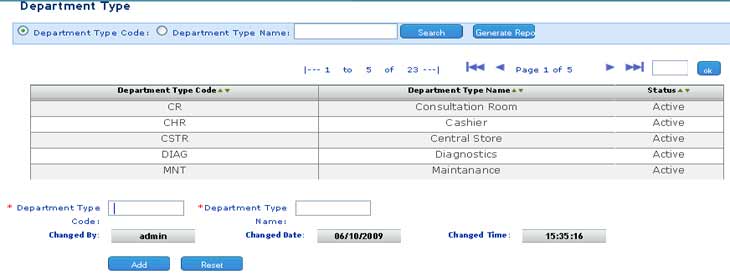 Department Type
Department Type Code: Department Type Name: Search Generate Repo
|--- 1 to 5 of 23 ---| Page 1 of 5 ok
Department Type Code Department Type Name Status
CR Consultation Room Active
CHR Cashier Active
CSTR Central Store Active
DIAG Diagnostics Active
MNT Maintanance Active
* Department Type Code: * Department Type Name:
Changed By: admin Changed Date: 06/10/2009 Changed Time: 15:35:16
Add Reset